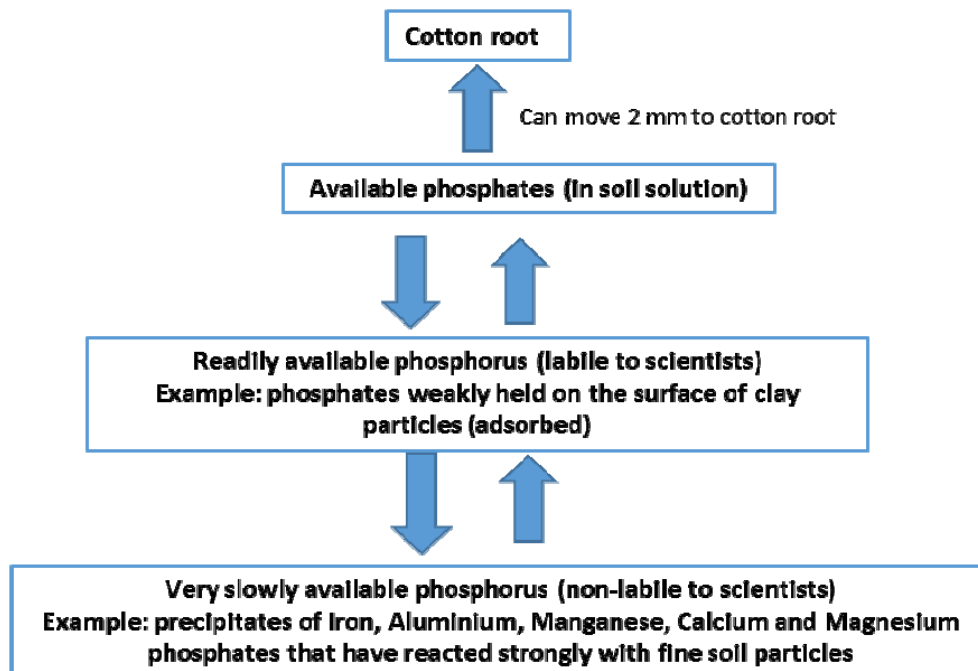 Cotton root
Can move 2 mm to cotton root
Available phosphates (in soil solution)
Readily available phosphorus (labile to scientists)
Example: phosphates weakly held on the surface of clay
particles (adsorbed)
Very slowly available phosphorus (non-labile to scientists)
Example: precipitates of Iron, Aluminium, Manganese, Calcium and Magnesium
phosphates that have reacted strongly with fine soil particles